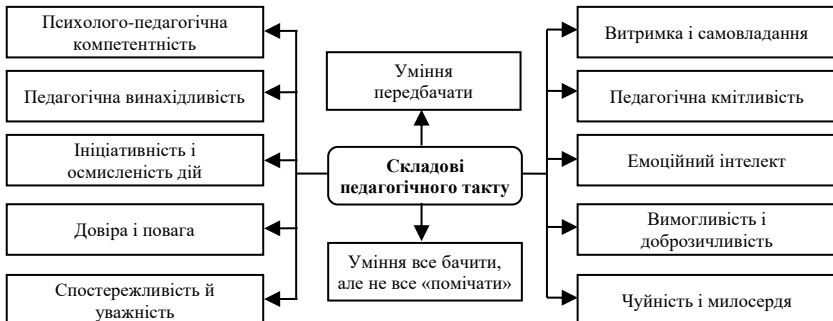 Психолого-педагогічна
компетентність
Педагогічна винахідливість
Ініціативність і
осмисленість дій
Довіра і повага
Спостережливість й
уважність
Уміння
передбачати
Складові
педагогічного такту
Уміння все бачити,
але не все «помічати»
Витримка і самовладання
Педагогічна кмітливість
Емоційний інтелект
Вимогливість і
доброзичливість
Чуйність і милосердя